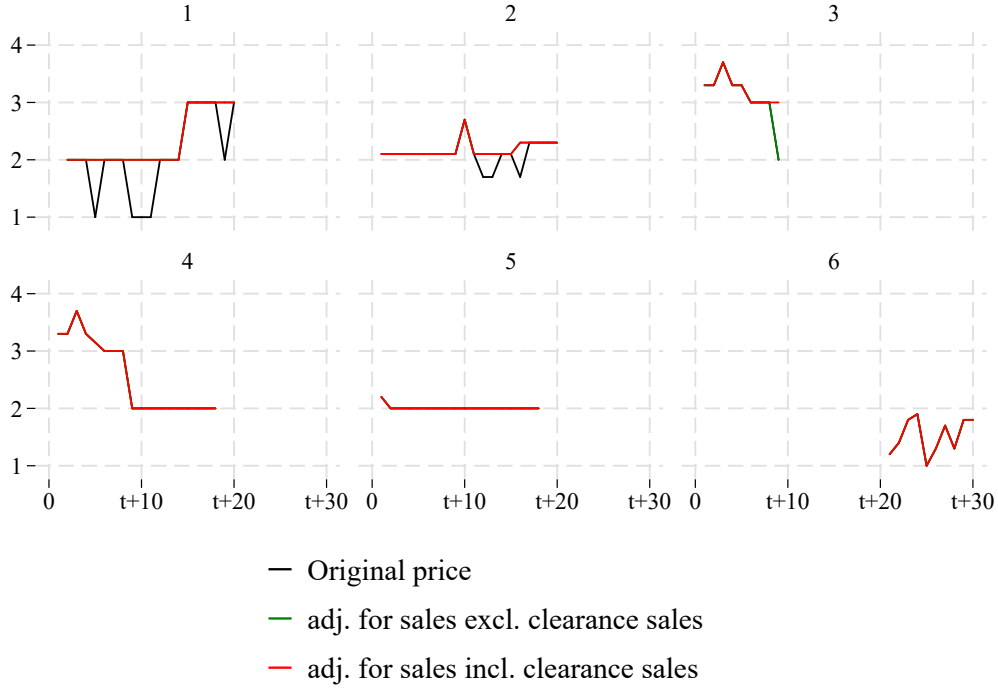 1 2 3
4
3
2
1
4 5 6
4
3
2
1
0 t+10 t+20 t+30 0 t+10 t+20 t+30 0 t+10 t+20 t+30
Original price
adj. for sales excl. clearance sales
adj. for sales incl. clearance sales